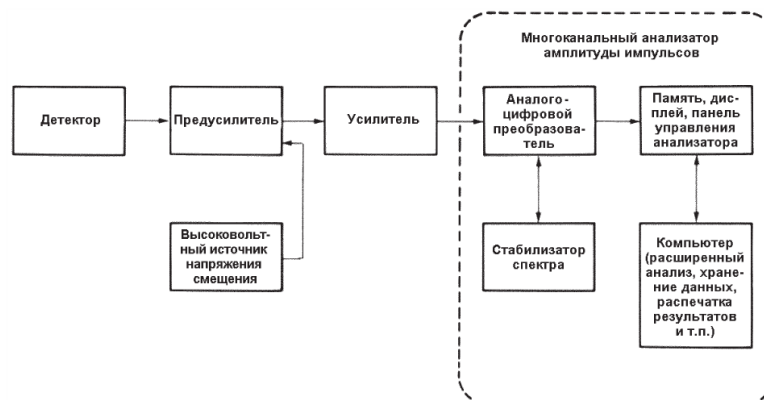 Многоканальный анализатор
амплитуды импульсов
Детектор
Предусилитель
Усилитель
Аналого-
цифровой
преобразова-
тель
Память, дис-
плей, панель
управления
анализатора
Высоковольт-
ный источник
напряжения
смещения
Стабилизатор
спектра
Компьютер
(расширенный
анализ, хране-
ние данных,
распечатка
результатов
и т.п.)